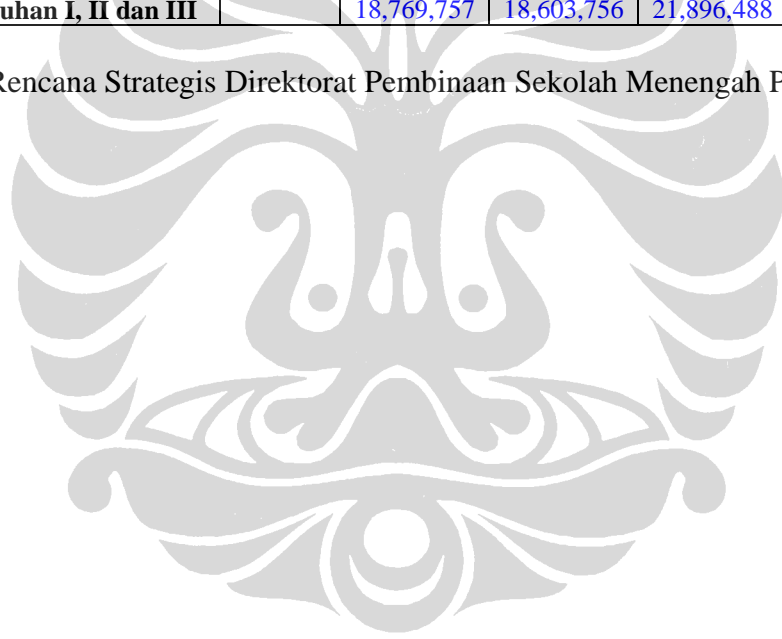 uhan I, II dan III 18,769,757 18,603,756 21,896,488
Rencana Strategis Direktorat Pembinaan Sekolah Menengah P